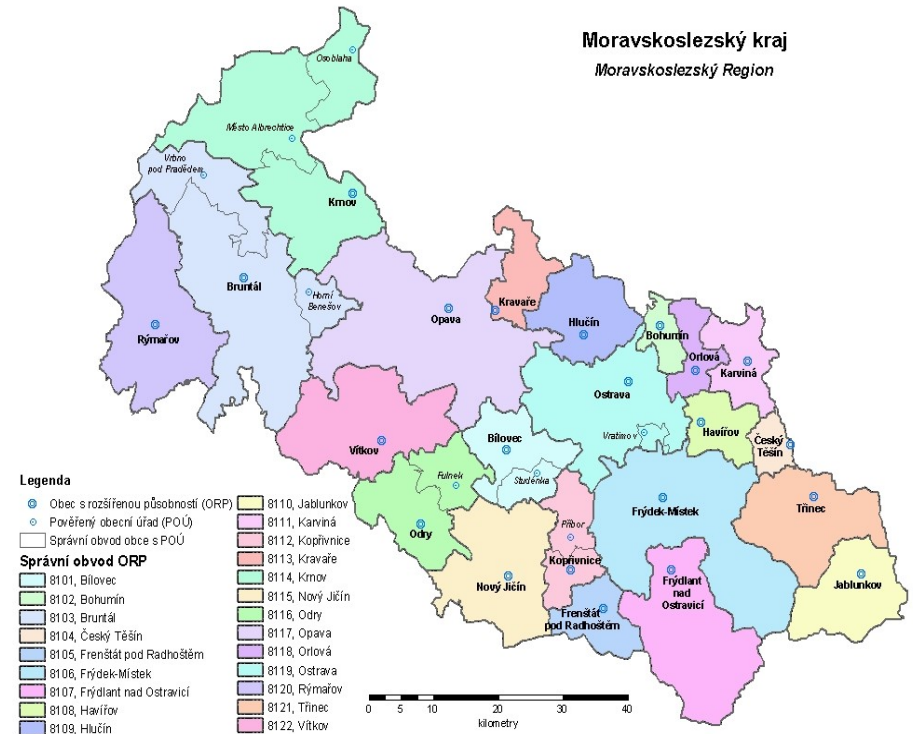 Moravskoslezský kraj
Moravskoslezský Region
Osoblaha
Město Albrechtice
Vrbno
pod Pradědem
Krnov
Bruntál
Horní
Benešov
Rýmařov
Opava
Kravaře
Hlučín
Bohumín
Orlová
Karviná
Ostrava
Vratimov
Havířov
Český
Těšín
Vítkov
Bílovec
Studénka
Fulnek
Odry
Frýdek-Místek
Třinec
Příbor
Kopřivnice
Nový Jičín
Frýdlant
nad
Ostravicí
Jablunkov
Frenštát
pod Radhoštěm
Legenda
Obec s rozšířenou působností (ORP)
Pověřený obecní úřad (POÚ)
Správní obvod obce s POÚ
Správní obvod ORP
8101, Bílovec
8102, Bohumín
8103, Bruntál
8104, Český Těšín
8105, Frenštát pod Radhoštěm
8106, Frýdek-Místek
8107, Frýdlant nad Ostravicí
8108, Havířov
8109, Hlučín
8110, Jablunkov
8111, Karviná
8112, Kopřivnice
8113, Kravaře
8114, Krnov
8115, Nový Jičín
8116, Odry
8117, Opava
8118, Orlová
8119, Ostrava
8120, Rýmařov
8121, Třinec
8122, Vítkov
0 5 10 20 30 40
kilometry